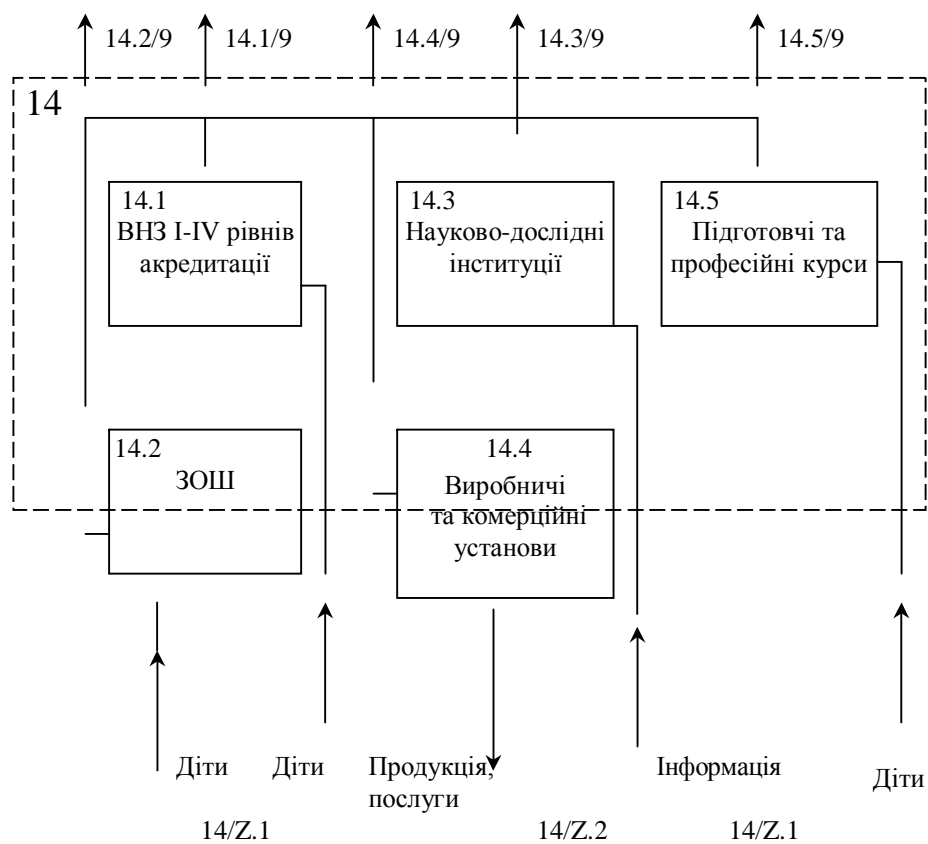 14.2/9 14.1/9 14.4/9 14.3/9 14.5/9
14
14.1
ВНЗ І-IV рівнів
акредитації
14.3
Науково-дослідні
інституції
14.5
Підготовчі та
професійні курси
14.2
ЗОШ
14.4
Виробничі
та комерційні
установи
Діти
Діти
Продукція,
послуги
Інформація
Діти
14/Z.1 14/Z.2 14/Z.1